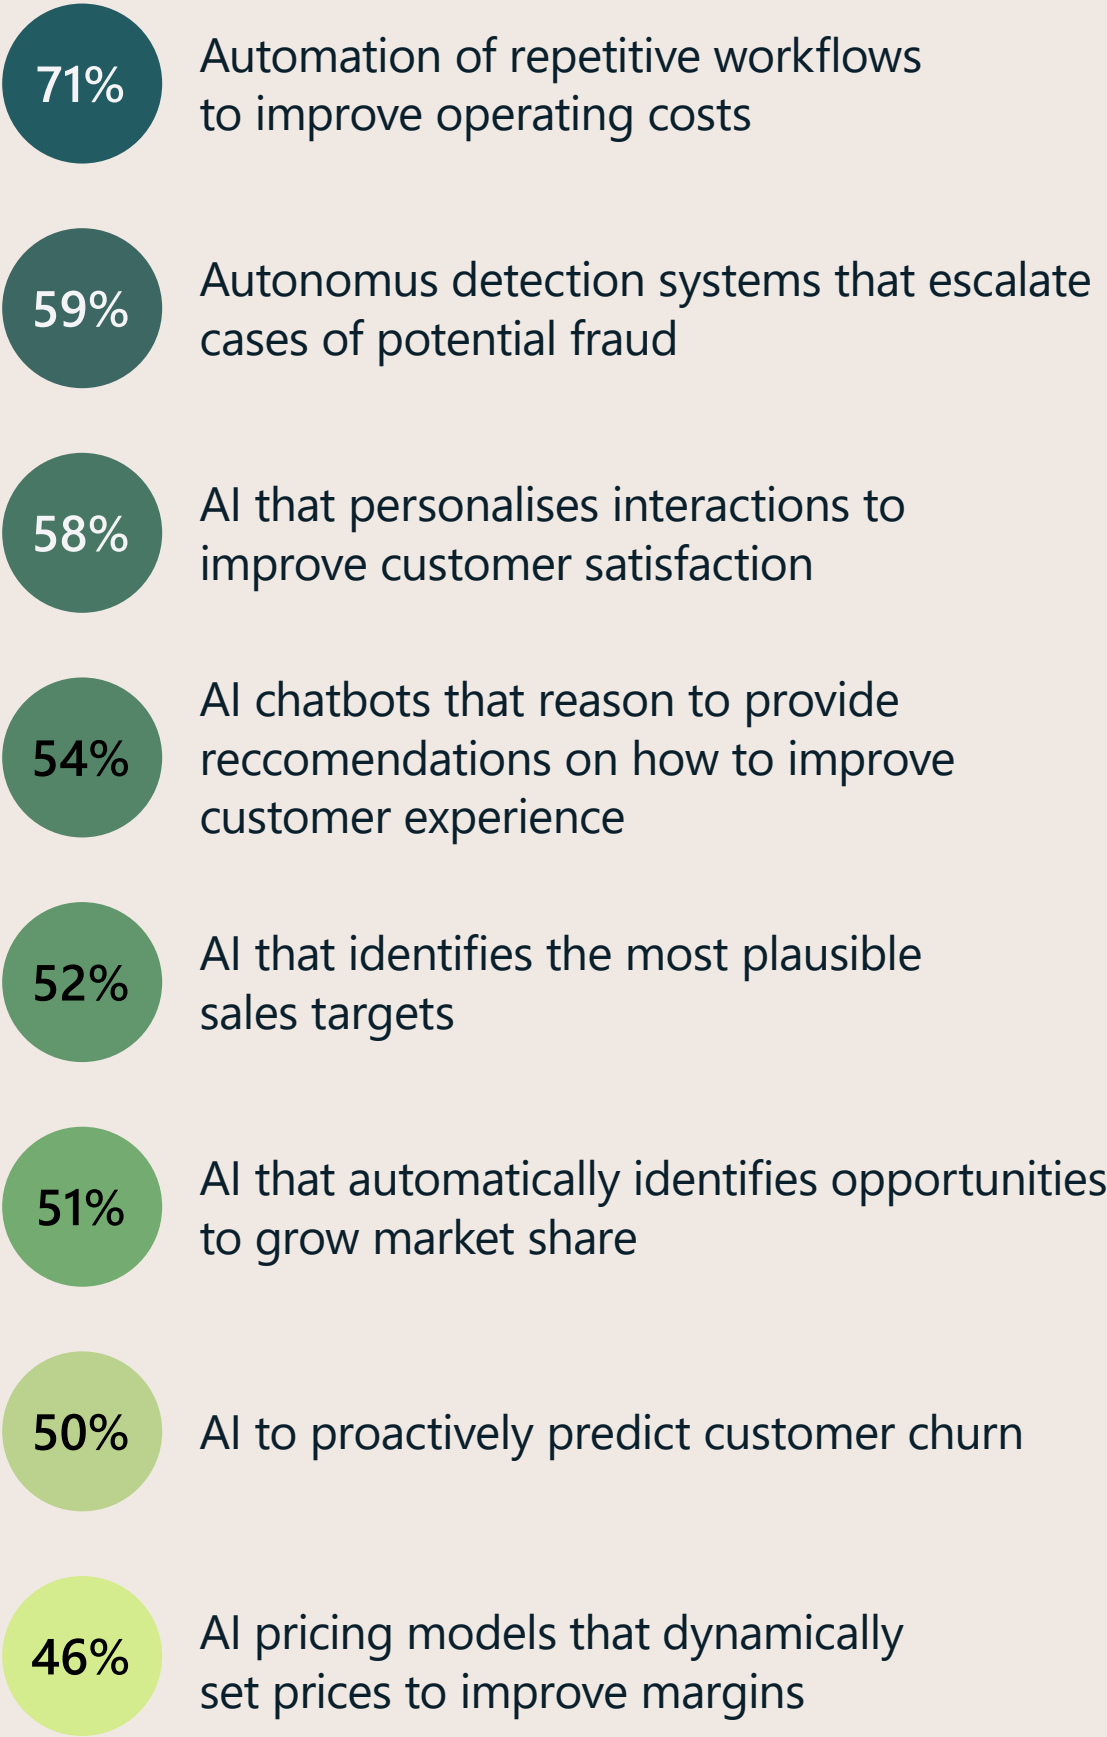 71%
Automation of repetitive workflows
to improve operating costs
59%
Autonomus detection systems that escalate
cases of potential fraud
58%
AI that personalises interactions to
improve customer satisfaction
54%
AI chatbots that reason to provide
reccomendations on how to improve
customer experience
52%
AI that identifies the most plausible
sales targets
51%
AI that automatically identifies opportunities
to grow market share
50%
AI to proactively predict customer churn
46%
AI pricing models that dynamically
set prices to improve margins